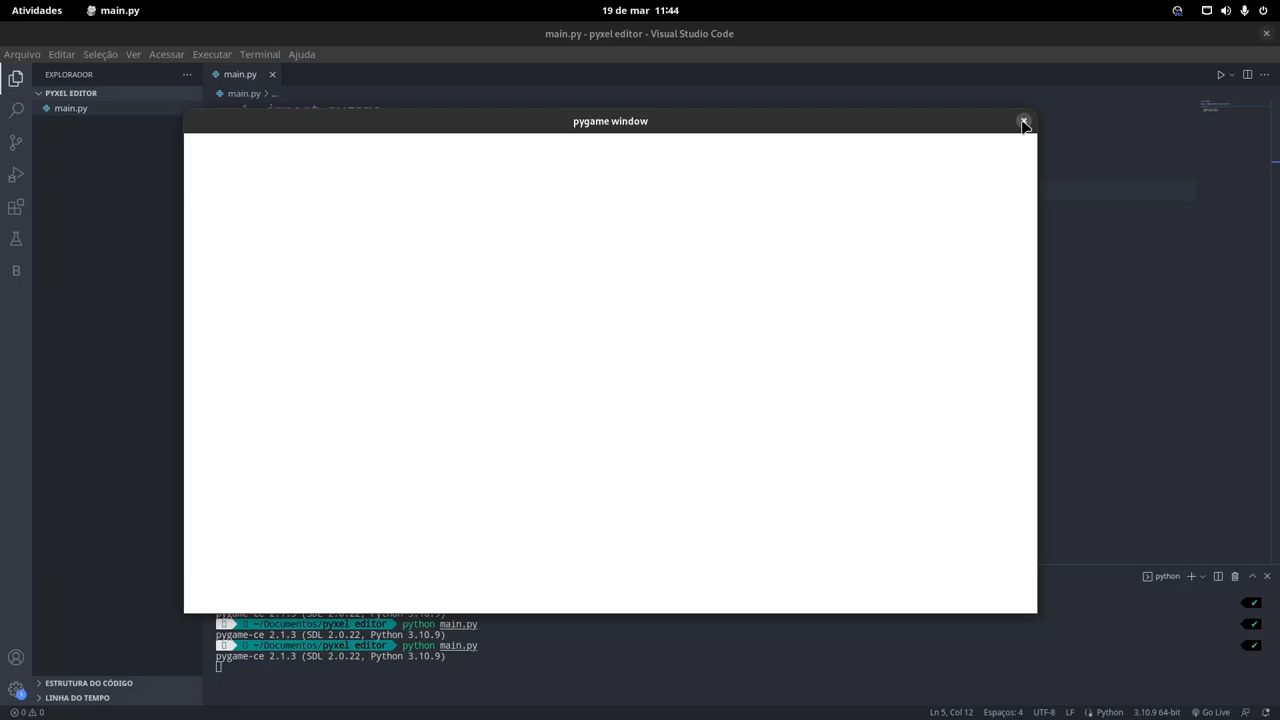 Atividades main.py 19 de mar 11:44
main.py - pyxel editor - Visual Studio Code
Arquivo Editar Seleção Ver Acessar Executar Terminal Ajuda
EXPLORADOR ··· main.py
PYXEL EDITOR main.py > ...
main.py
pygame window
python
~/Documentos/pyxel editor python main.py
pygame-ce 2.1.3 (SDL 2.0.22, Python 3.10.9)
~/Documentos/pyxel editor python main.py
pygame-ce 2.1.3 (SDL 2.0.22, Python 3.10.9)
B
ESTRUTURA DO CÓDIGO
LINHA DO TEMPO
1
0 0 Ln 5, Col 12 Espaços: 4 UTF-8 LF Python 3.10.9 64-bit Go Live